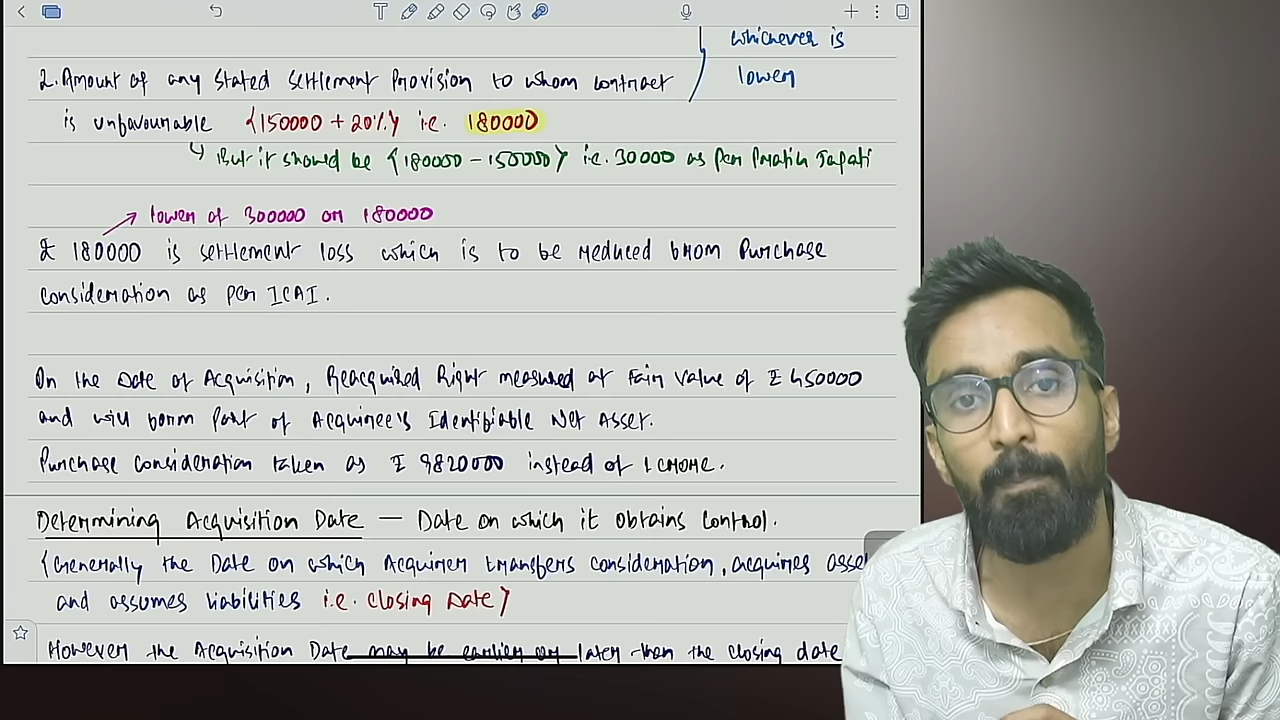 whichever is
lower
2. Amount of any stated settlement Provision to whom contract
is unfavourable {150000 + 20%} i.e. 180000
But it should be {180000 - 150000} i.e. 30000 as per Pratik Jagati
lower of 300000 or 180000
₹ 180000 is settlement loss which is to be reduced from Purchase
consideration as per ICAI.
On the Date of Acquisition, Reacquired Right measured at Fair Value of ₹ 450000
and will form Part of Acquiree's Identifiable Net Asset.
Purchase consideration taken as ₹ 9820000 instead of 1 crore.
Determining Acquisition Date — Date on which it obtains control.
{Generally the Date on which Acquirer transfers consideration, acquires asse
and assumes liabilities i.e. closing Date}
However the Acquisition Date may be earlier or later than the closing date